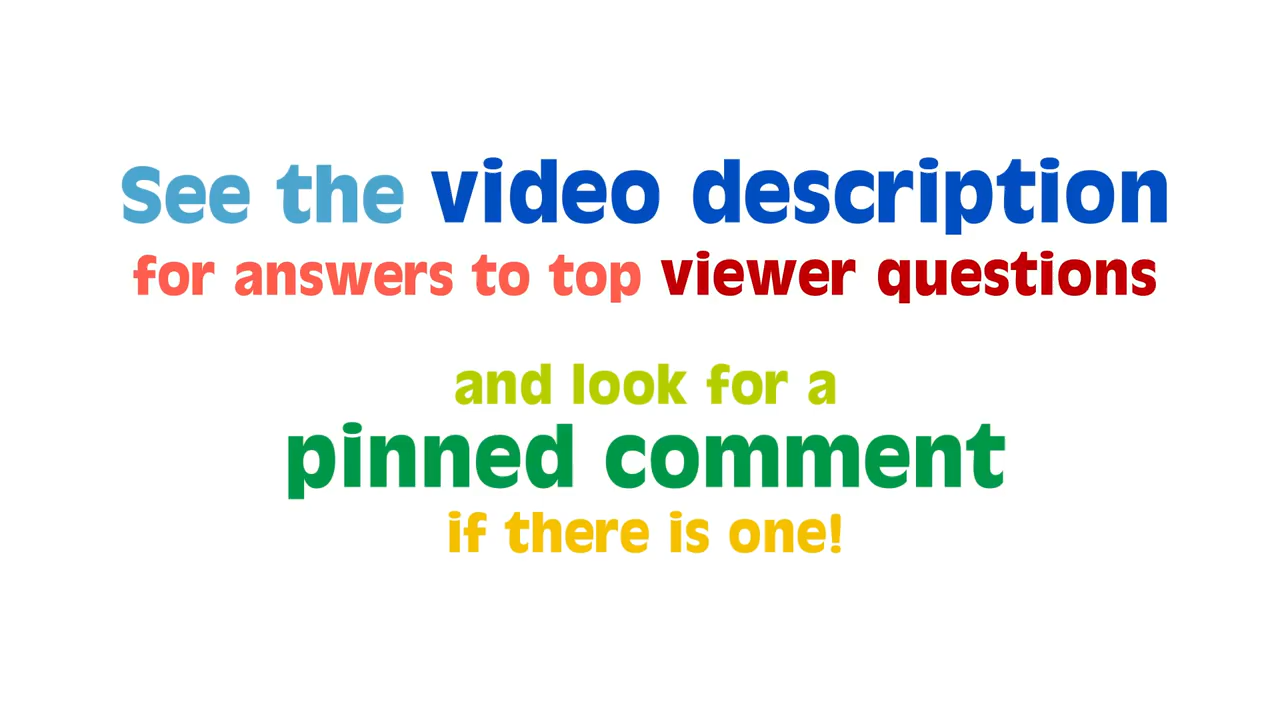 See the video description
for answers to top viewer questions
and look for a
pinned comment
if there is one!